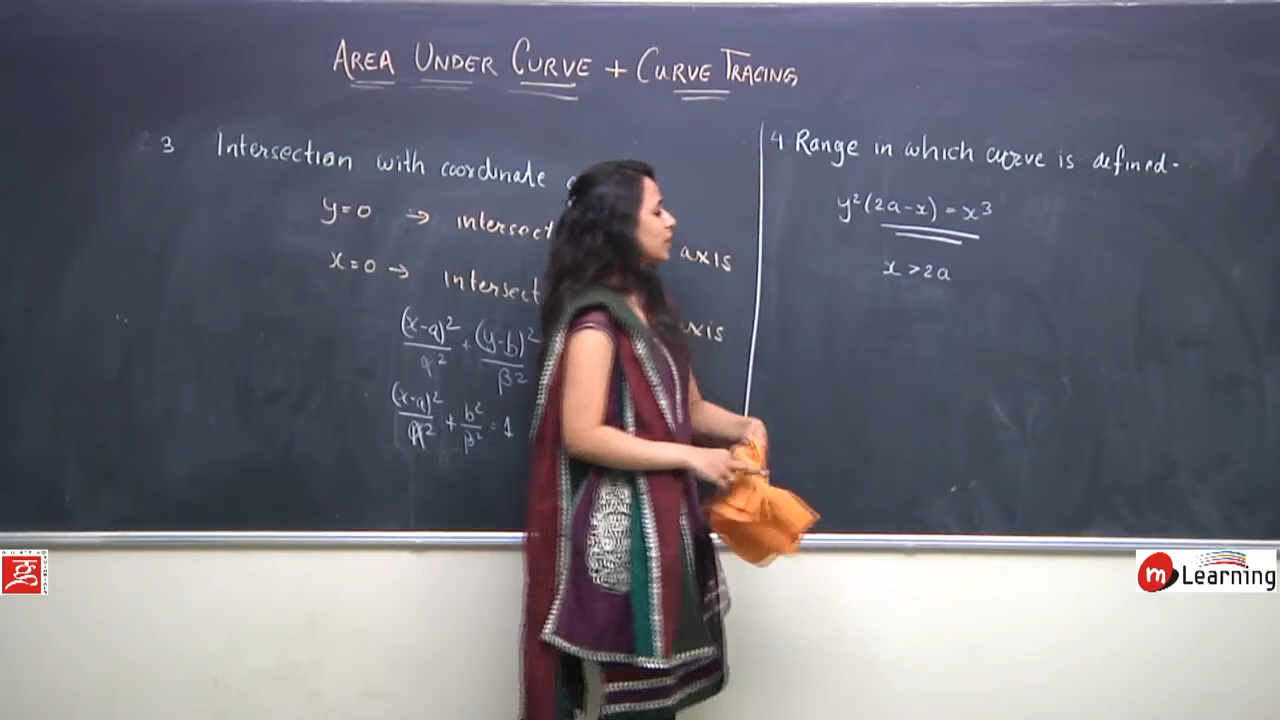 AREA UNDER CURVE + CURVE TRACING
3 Intersection with coordinate
y=0 → intersect axis
x=0 → intersect axis
(x-a)²/α² + (y-b)²/β²
(x-a)²/α² + b²/β² = 1
4. Range in which curve is defined.
y²(2a-x) = x³
x > 2a
m Learning